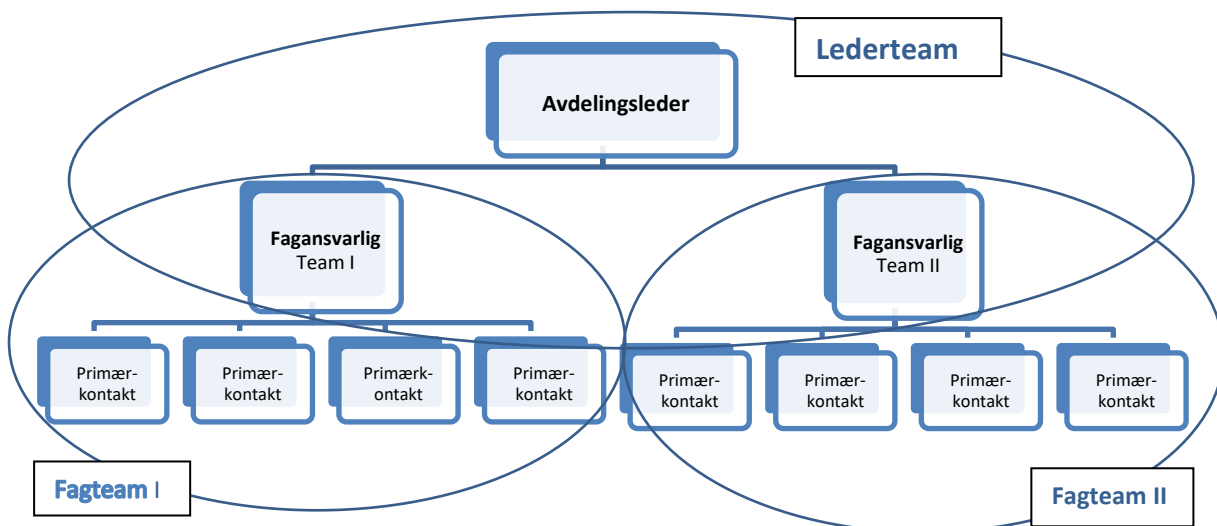 Lederteam
Avdelingsleder
Fagansvarlig
Team I
Fagansvarlig
Team II
Primær-
kontakt
Primær-
kontakt
Primærk-
ontakt
Primær-
kontakt
Primær-
kontakt
Primær-
kontakt
Primær-
kontakt
Primær-
kontakt
Fagteam I
Fagteam II